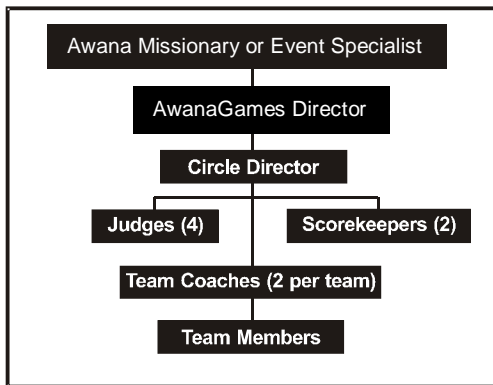 Awana Missionary or Event Specialist
AwanaGames Director
Circle Director
Judges (4)
Scorekeepers (2)
Team Coaches (2 per team)
Team Members